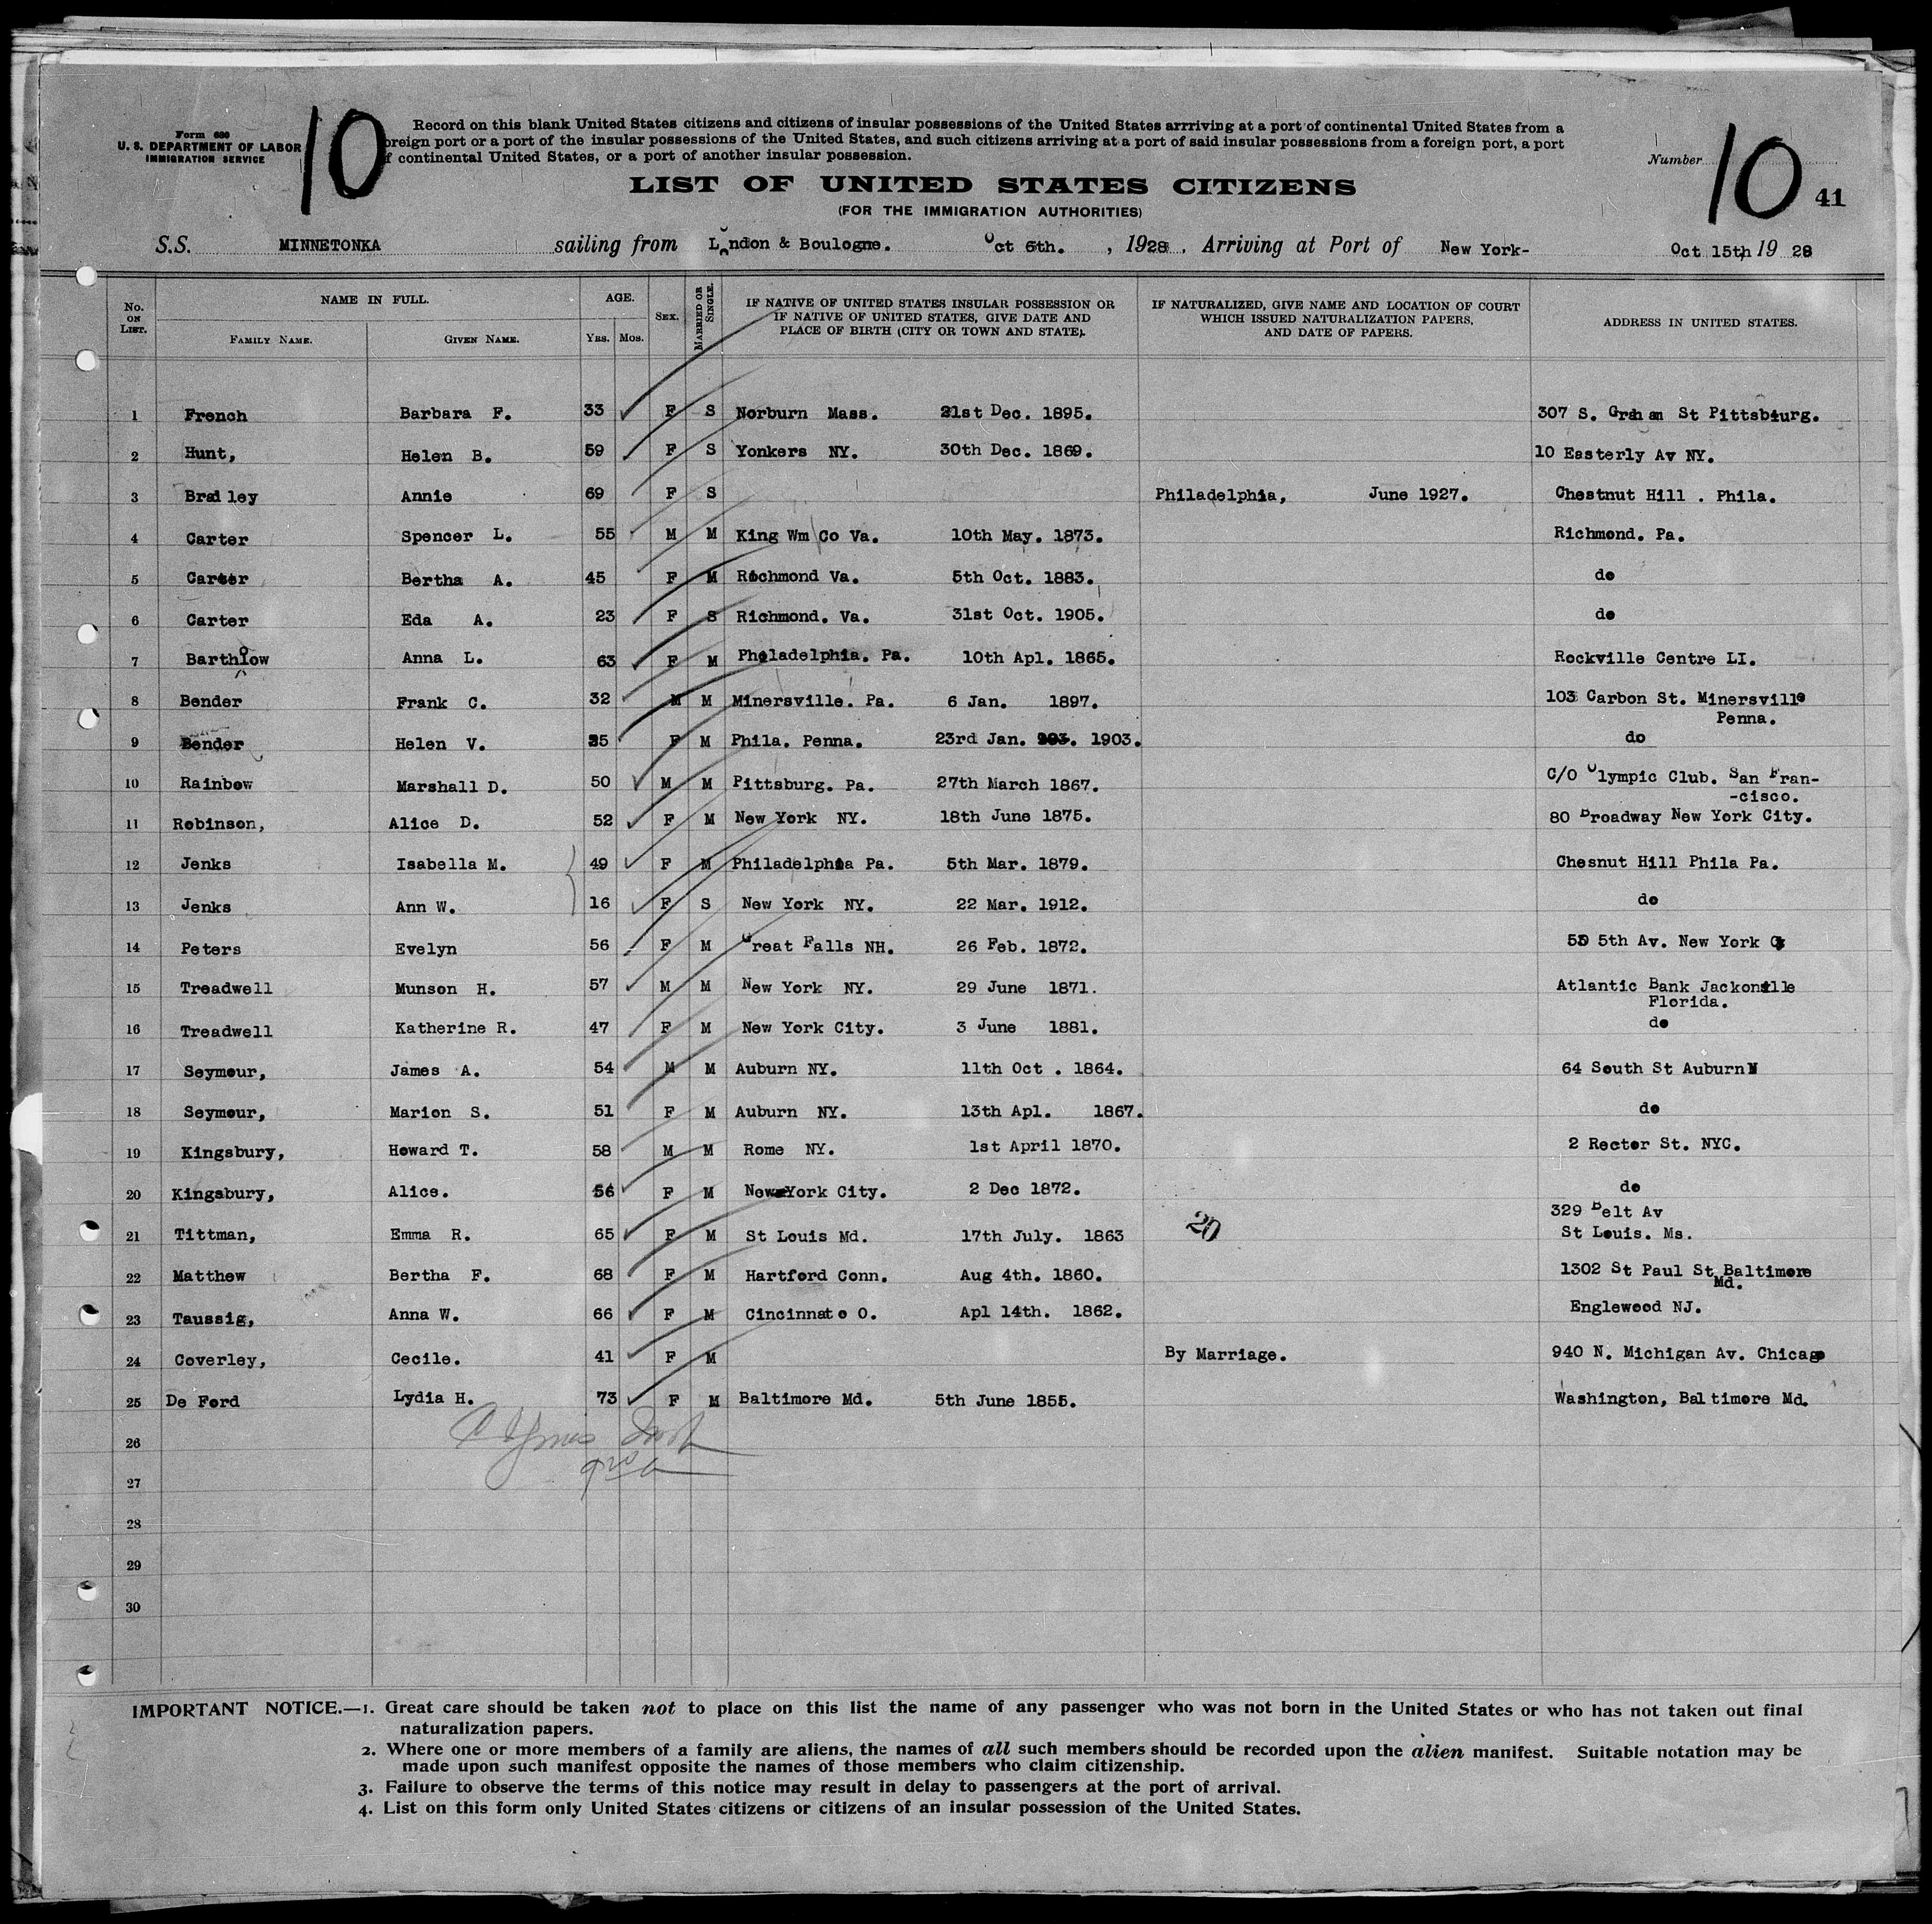 Form 630
U. S. DEPARTMENT OF LABOR
IMMIGRATION SERVICE
10
Record on this blank United States citizens and citizens of insular possessions of the United States arrriving at a port of continental United States from a
oreign port or a port of the insular possessions of the United States, and such citizens arriving at a port of said insular possessions from a foreign port, a port
f continental United States, or a port of another insular possession.
Number 10 41
LIST OF UNITED STATES CITIZENS
(FOR THE IMMIGRATION AUTHORITIES)
S.S. MINNETONKA sailing from London & Boulogne. Oct 6th. , 1928 . Arriving at Port of New York- Oct 15th 19 28
No. ON LIST. NAME IN FULL. FAMILY NAME. GIVEN NAME. AGE. YRS. MOS. SEX. MARRIED OR SINGLE. IF NATIVE OF UNITED STATES INSULAR POSSESSION OR IF NATIVE OF UNITED STATES, GIVE DATE AND PLACE OF BIRTH (CITY OR TOWN AND STATE). IF NATURALIZED, GIVE NAME AND LOCATION OF COURT WHICH ISSUED NATURALIZATION PAPERS, AND DATE OF PAPERS. ADDRESS IN UNITED STATES.
1 French Barbara F. 33 F S Norburn Mass. 21st Dec. 1895. 307 S. Graham St Pittsburg.
2 Hunt, Helen B. 59 F S Yonkers NY. 30th Dec. 1869. 10 Easterly Av NY.
3 Bradley Annie 69 F S Philadelphia, June 1927. Chestnut Hill . Phila.
4 Carter Spencer L. 55 M M King Wm Co Va. 10th May. 1873. Richmond. Pa.
5 Carter Bertha A. 45 F M Richmond Va. 5th Oct. 1883. do
6 Carter Eda A. 23 F S Richmond. Va. 31st Oct. 1905. do
7 Barthlow Anna L. 63 F M Philadelphia. Pa. 10th Apl. 1865. Rockville Centre LI.
8 Bender Frank C. 32 M M Minersville. Pa. 6 Jan. 1897. 103 Carbon St. Minersville
Penna.
9 Bender Helen V. 25 F M Phila. Penna. 23rd Jan. 1903. do
10 Rainbow Marshall D. 50 M M Pittsburg. Pa. 27th March 1867. C/O Olympic Club. San Fran-
-cisco.
11 Robinson, Alice D. 52 F M New York NY. 18th June 1875. 80 Broadway New York City.
12 Jenks Isabella M. 49 F M Philadelphia Pa. 5th Mar. 1879. Chesnut Hill Phila Pa.
13 Jenks Ann W. 16 F S New York NY. 22 Mar. 1912. do
14 Peters Evelyn 56 F M Great Falls NH. 26 Feb. 1872. 5th Av. New York
15 Treadwell Munson H. 57 M M New York NY. 29 June 1871. Atlantic Bank Jackonille
Florida.
16 Treadwell Katherine R. 47 F M New York City. 3 June 1881. do
17 Seymour, James A. 54 M M Auburn NY. 11th Oct . 1864. 64 South St Auburn
18 Seymour, Marion S. 51 F M Auburn NY. 13th Apl. 1867. do
19 Kingsbury, Howard T. 58 M M Rome NY. 1st April 1870. 2 Rector St. NYC.
20 Kingsbury, Alice. 56 F M New York City. 2 Dec 1872. do
329 Belt Av
21 Tittman, Emma R. 65 F M St Louis Md. 17th July. 1863 20 St Louis. Ms.
22 Matthew Bertha F. 68 F M Hartford Conn. Aug 4th. 1860. 1302 St Paul St Baltimore
Md.
23 Taussig, Anna W. 66 F M Cincinnato O. Apl 14th. 1862. Englewood NJ.
24 Coverley, Cecile. 41 F M By Marriage. 940 N. Michigan Av. Chicago
25 De Ford Lydia H. 73 F M Baltimore Md. 5th June 1855. Washington, Baltimore Md.
26
27
28
29
30
IMPORTANT NOTICE.—1. Great care should be taken not to place on this list the name of any passenger who was not born in the United States or who has not taken out final
naturalization papers.
2. Where one or more members of a family are aliens, the names of all such members should be recorded upon the alien manifest. Suitable notation may be
made upon such manifest opposite the names of those members who claim citizenship.
3. Failure to observe the terms of this notice may result in delay to passengers at the port of arrival.
4. List on this form only United States citizens or citizens of an insular possession of the United States.